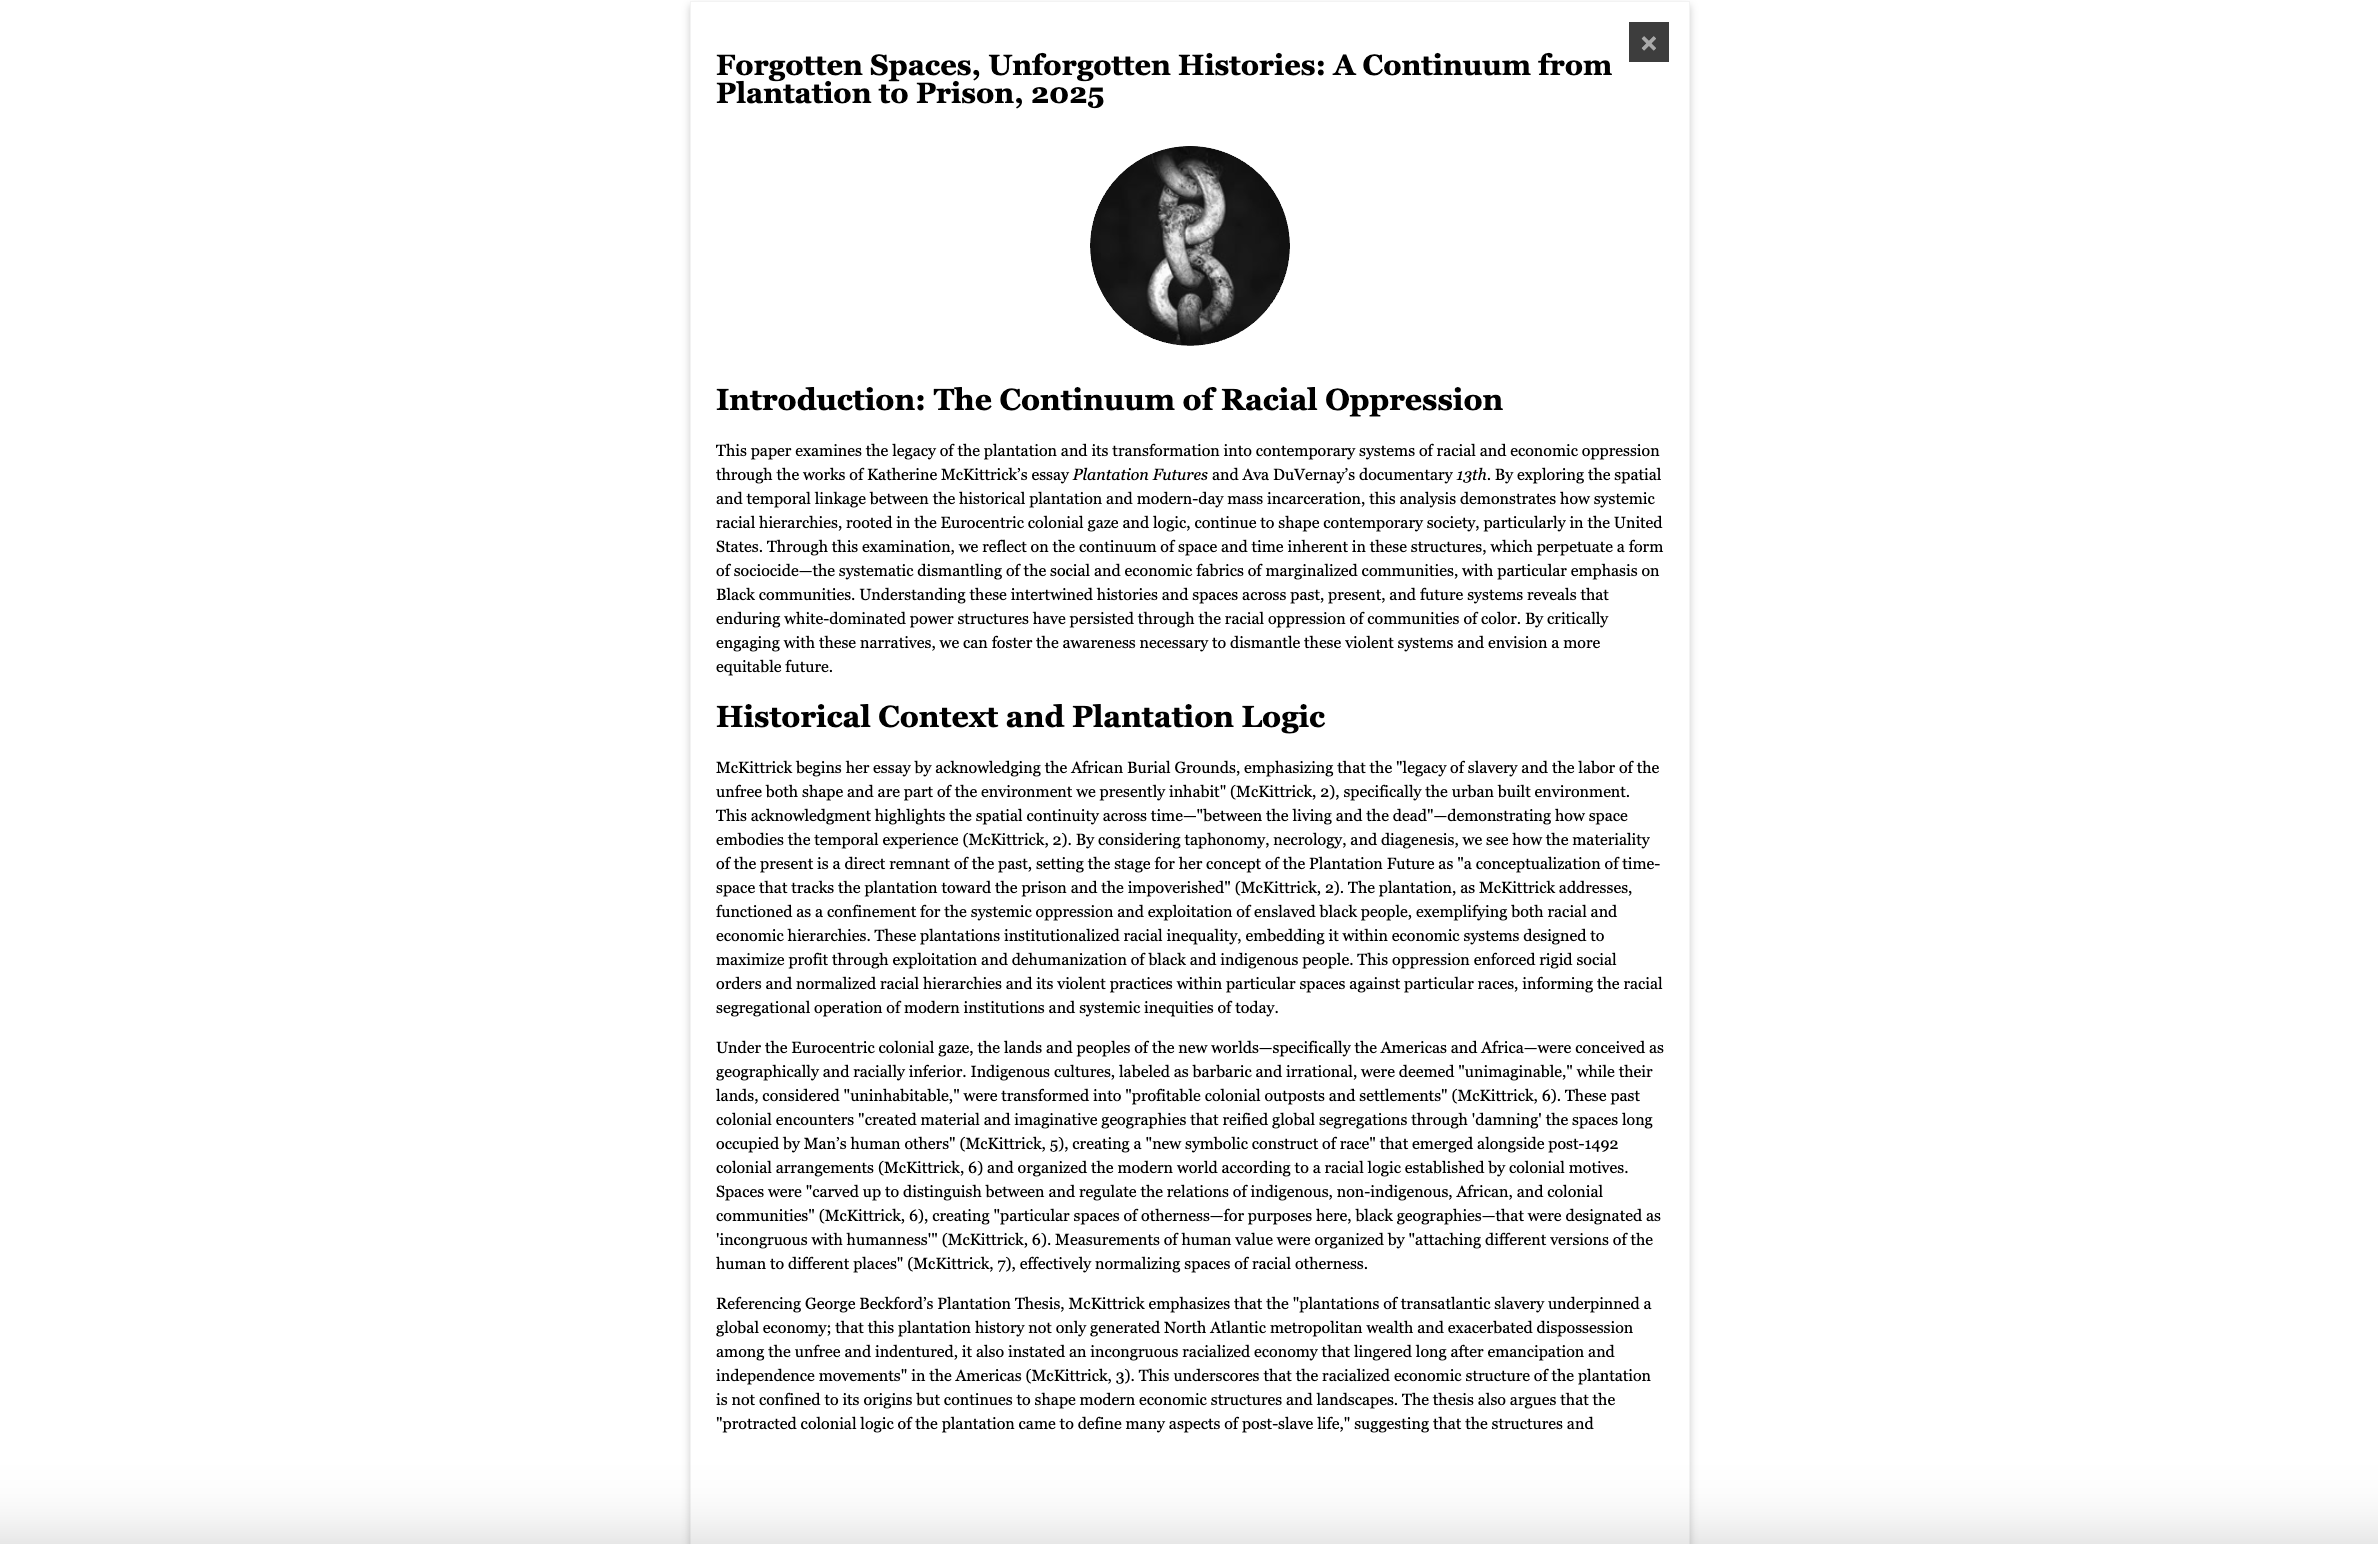 Forgotten Spaces, Unforgotten Histories: A Continuum from
Plantation to Prison, 2025
Introduction: The Continuum of Racial Oppression
This paper examines the legacy of the plantation and its transformation into contemporary systems of racial and economic oppression
through the works of Katherine McKittrick’s essay Plantation Futures and Ava DuVernay’s documentary 13th. By exploring the spatial
and temporal linkage between the historical plantation and modern-day mass incarceration, this analysis demonstrates how systemic
racial hierarchies, rooted in the Eurocentric colonial gaze and logic, continue to shape contemporary society, particularly in the United
States. Through this examination, we reflect on the continuum of space and time inherent in these structures, which perpetuate a form
of sociocide—the systematic dismantling of the social and economic fabrics of marginalized communities, with particular emphasis on
Black communities. Understanding these intertwined histories and spaces across past, present, and future systems reveals that
enduring white-dominated power structures have persisted through the racial oppression of communities of color. By critically
engaging with these narratives, we can foster the awareness necessary to dismantle these violent systems and envision a more
equitable future.
Historical Context and Plantation Logic
McKittrick begins her essay by acknowledging the African Burial Grounds, emphasizing that the "legacy of slavery and the labor of the
unfree both shape and are part of the environment we presently inhabit" (McKittrick, 2), specifically the urban built environment.
This acknowledgment highlights the spatial continuity across time—"between the living and the dead"—demonstrating how space
embodies the temporal experience (McKittrick, 2). By considering taphonomy, necrology, and diagenesis, we see how the materiality
of the present is a direct remnant of the past, setting the stage for her concept of the Plantation Future as "a conceptualization of time-
space that tracks the plantation toward the prison and the impoverished" (McKittrick, 2). The plantation, as McKittrick addresses,
functioned as a confinement for the systemic oppression and exploitation of enslaved black people, exemplifying both racial and
economic hierarchies. These plantations institutionalized racial inequality, embedding it within economic systems designed to
maximize profit through exploitation and dehumanization of black and indigenous people. This oppression enforced rigid social
orders and normalized racial hierarchies and its violent practices within particular spaces against particular races, informing the racial
segregational operation of modern institutions and systemic inequities of today.
Under the Eurocentric colonial gaze, the lands and peoples of the new worlds—specifically the Americas and Africa—were conceived as
geographically and racially inferior. Indigenous cultures, labeled as barbaric and irrational, were deemed "unimaginable," while their
lands, considered "uninhabitable," were transformed into "profitable colonial outposts and settlements" (McKittrick, 6). These past
colonial encounters "created material and imaginative geographies that reified global segregations through 'damning' the spaces long
occupied by Man’s human others" (McKittrick, 5), creating a "new symbolic construct of race" that emerged alongside post-1492
colonial arrangements (McKittrick, 6) and organized the modern world according to a racial logic established by colonial motives.
Spaces were "carved up to distinguish between and regulate the relations of indigenous, non-indigenous, African, and colonial
communities" (McKittrick, 6), creating "particular spaces of otherness—for purposes here, black geographies—that were designated as
'incongruous with humanness'" (McKittrick, 6). Measurements of human value were organized by "attaching different versions of the
human to different places" (McKittrick, 7), effectively normalizing spaces of racial otherness.
Referencing George Beckford’s Plantation Thesis, McKittrick emphasizes that the "plantations of transatlantic slavery underpinned a
global economy; that this plantation history not only generated North Atlantic metropolitan wealth and exacerbated dispossession
among the unfree and indentured, it also instated an incongruous racialized economy that lingered long after emancipation and
independence movements" in the Americas (McKittrick, 3). This underscores that the racialized economic structure of the plantation
is not confined to its origins but continues to shape modern economic structures and landscapes. The thesis also argues that the
"protracted colonial logic of the plantation came to define many aspects of post-slave life," suggesting that the structures and